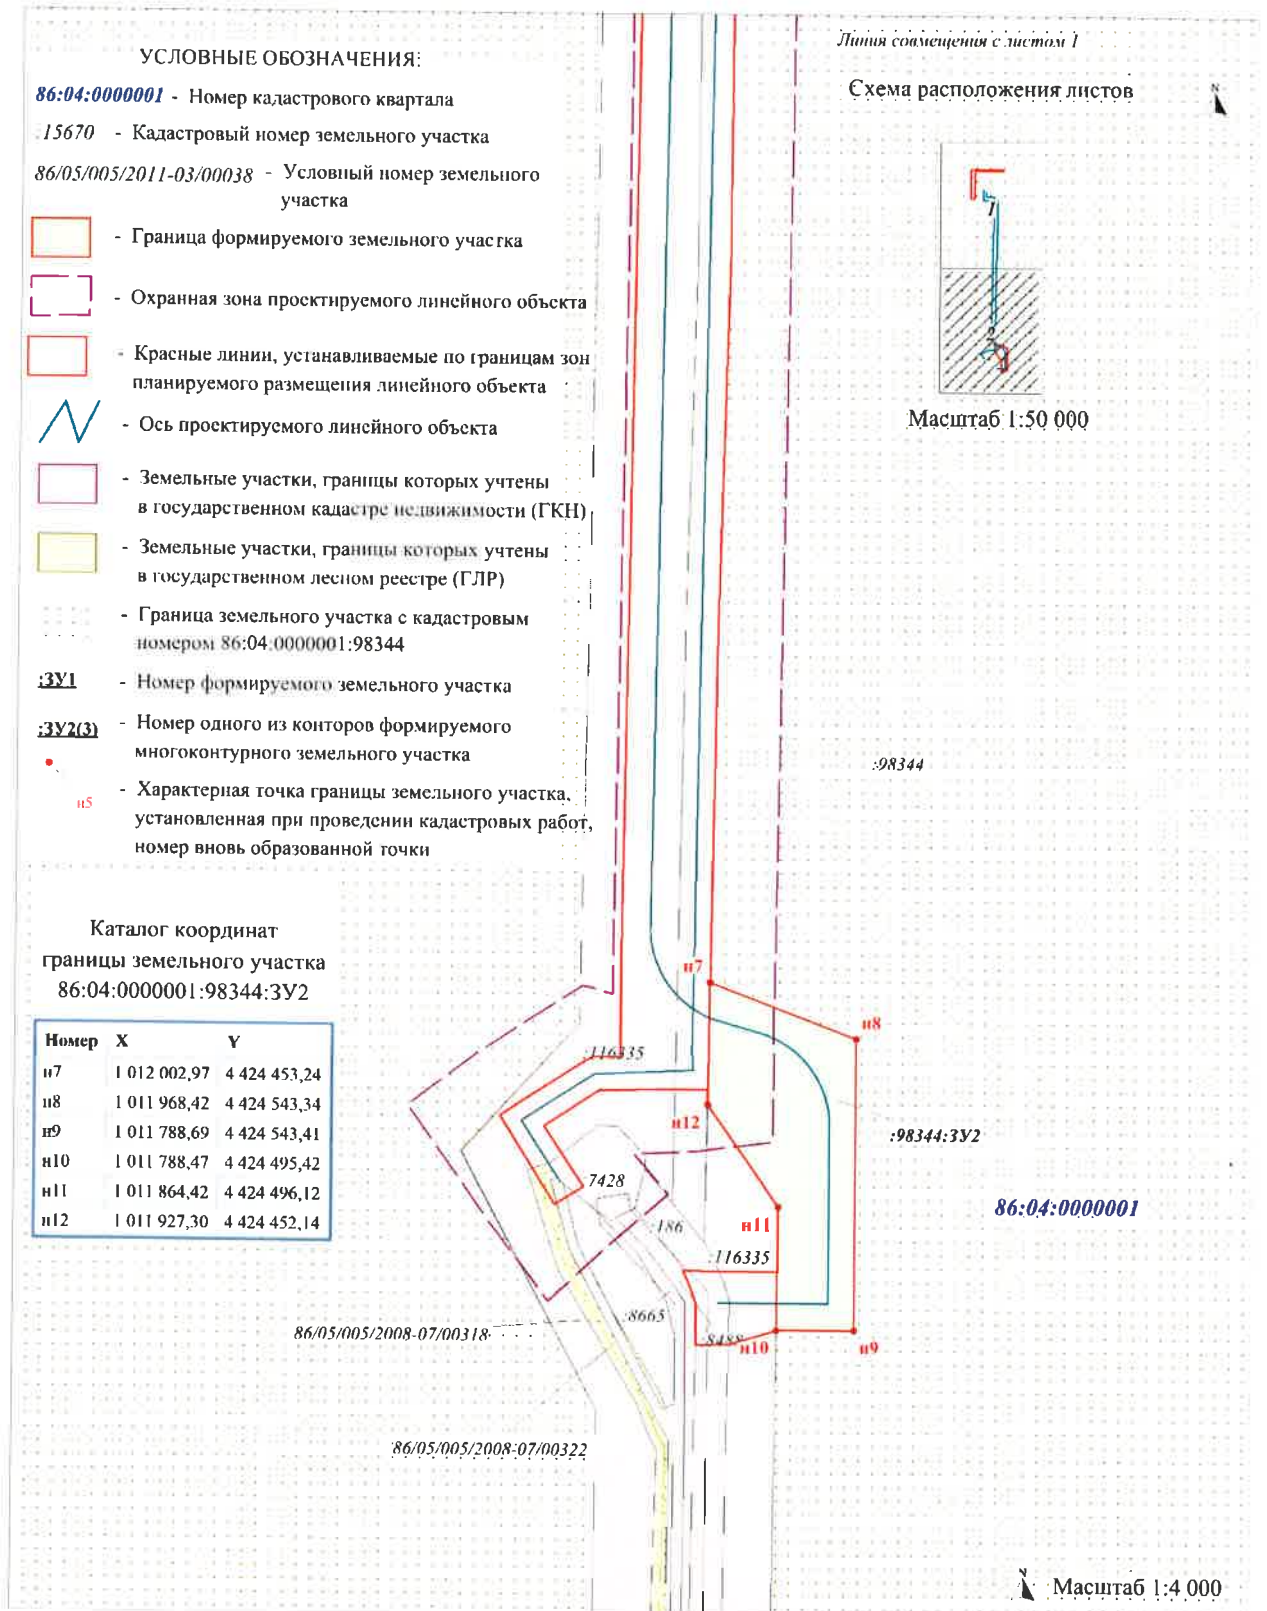 УСЛОВНЫЕ ОБОЗНАЧЕНИЯ:
86:04:0000001 - Номер кадастрового квартала
:15670 - Кадастровый номер земельного участка
86/05/005/2011-03/00038 - Условный номер земельного
участка
- Граница формируемого земельного участка
- Охранная зона проектируемого линейного объекта
- Красные линии, устанавливаемые по границам зон
планируемого размещения линейного объекта
- Ось проектируемого линейного объекта
- Земельные участки, границы которых учтены
в государственном кадастре недвижимости (ГКН)
- Земельные участки, границы которых учтены
в государственном лесном реестре (ГЛР)
- Граница земельного участка с кадастровым
номером 86:04:0000001:98344
:ЗУ1 - Номер формируемого земельного участка
:ЗУ2(3) - Номер одного из конторов формируемого
многоконтурного земельного участка
н5 - Характерная точка границы земельного участка,
установленная при проведении кадастровых работ,
номер вновь образованной точки
Каталог координат
границы земельного участка
86:04:0000001:98344:ЗУ2
Номер X Y
н7 1 012 002,97 4 424 453,24
н8 1 011 968,42 4 424 543,34
н9 1 011 788,69 4 424 543,41
н10 1 011 788,47 4 424 495,42
н11 1 011 864,42 4 424 496,12
н12 1 011 927,30 4 424 452,14
Линия совмещения с листом 1
Схема расположения листов
N
1
2
Масштаб 1:50 000
:98344
н7
н8
:116335
н12
:98344:ЗУ2
:7428
86:04:0000001
:186
н11
:116335
:8665
86/05/005/2008-07/00318
:8488
н10
н9
86/05/005/2008-07/00322
N
Масштаб 1:4 000